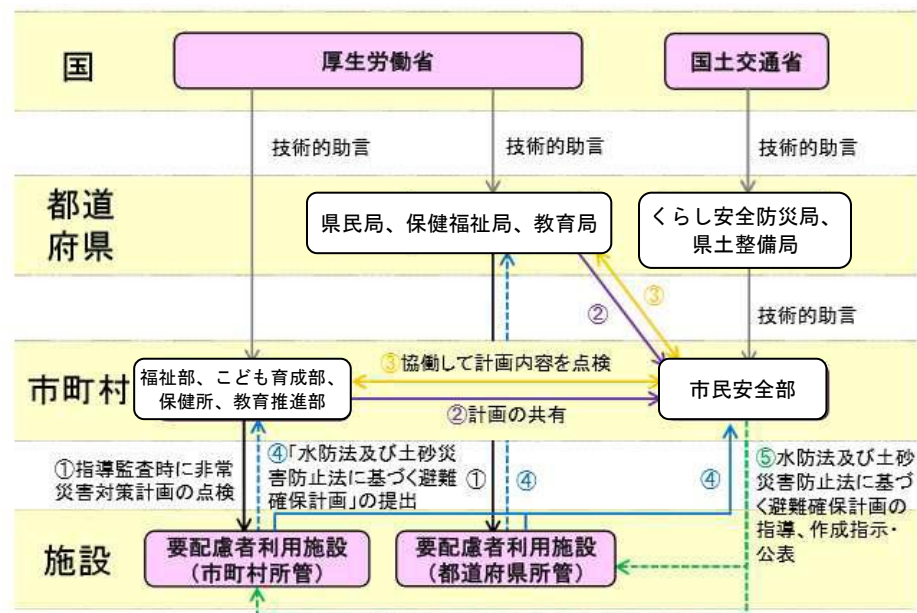 国
厚生労働省
国土交通省
技術的助言
技術的助言
技術的助言
都道
府県
県民局、保健福祉局、教育局
くらし安全防災局、
県土整備局
②
③
技術的助言
市町村
福祉部、こども育成部、
保健所、教育推進部
③協働して計画内容を点検
②計画の共有
市民安全部
①指導監査時に非常
災害対策計画の点検
④「水防法及び土砂災
害防止法に基づく避難
確保計画」の提出
①
④
④
⑤水防法及び土砂
災害防止法に基づ
く避難確保計画の
指導、作成指示・
公表
施設
要配慮者利用施設
(市町村所管)
要配慮者利用施設
(都道府県所管)